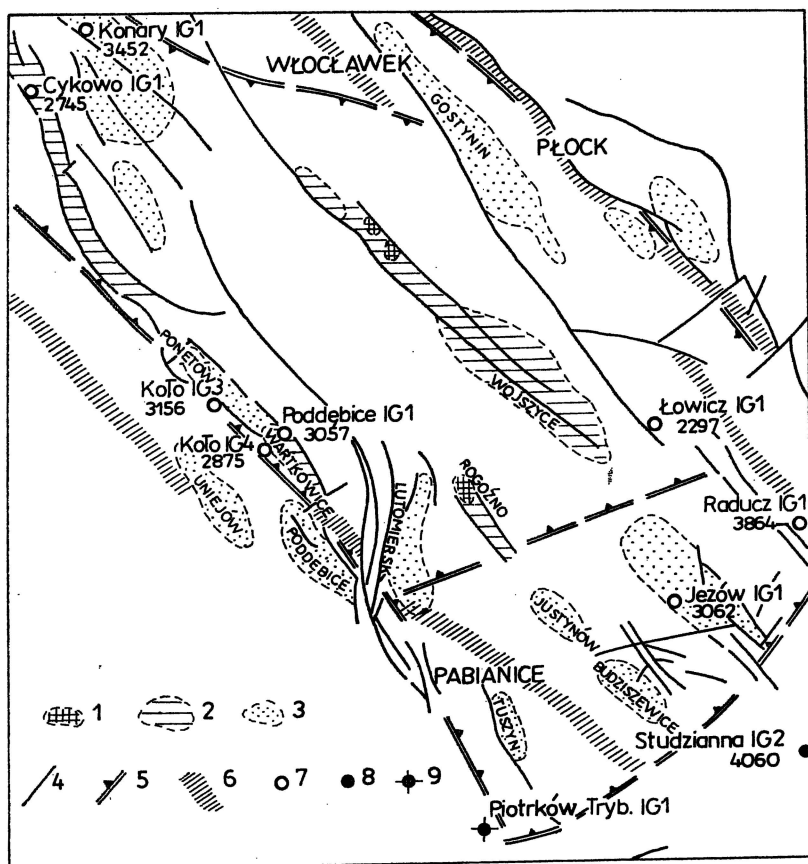 Konary IG1
3452
WŁOCŁAWEK
Cykowo IG1
2745
GOSTYNIN
PŁOCK
PONĘTÓW
Koło IG3
3156
Poddębice IG1
3057
WOJSZYCE
Łowicz IG1
2297
Koło IG4
2875
WARTKOWICE
UNIEJÓW
LUTOMIERSK
ROGOŹNO
Raducz IG1
3864
PODDĘBICE
JUSTYNÓW
Jeżów IG1
3062
PABIANICE
BUDZISZEWICE
TUSZYN
Studzianna IG2
4060
1 2 3
4 5 6 7 8 9
Piotrków Tryb. IG1